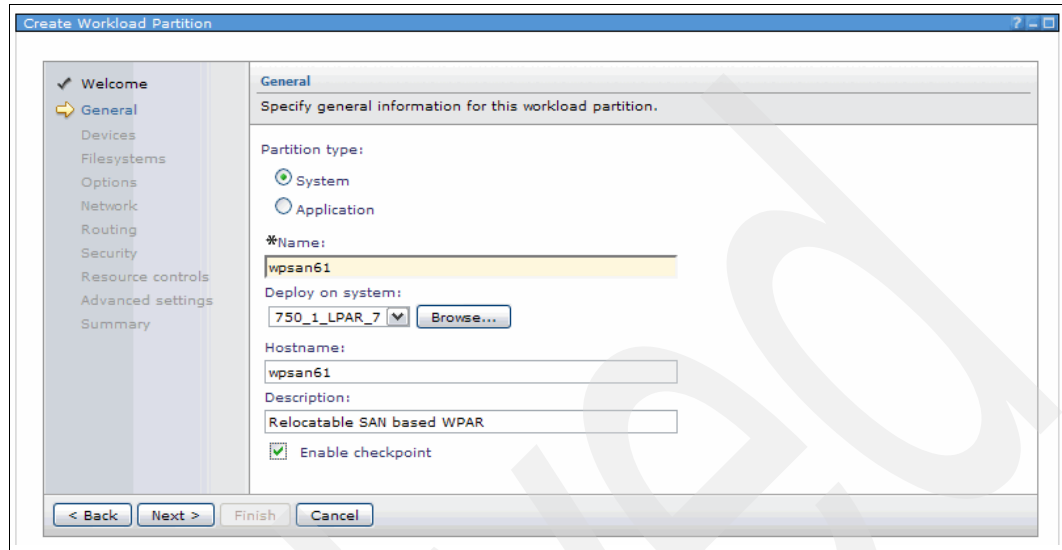 Create Workload Partition
? – □
Welcome
General
Devices
Filesystems
Options
Network
Routing
Security
Resource controls
Advanced settings
Summary
General
Specify general information for this workload partition.
Partition type:
System
Application
*Name:
wpsan61
Deploy on system:
750_1_LPAR_7 Browse...
Hostname:
wpsan61
Description:
Relocatable SAN based WPAR
Enable checkpoint
< Back Next > Finish Cancel